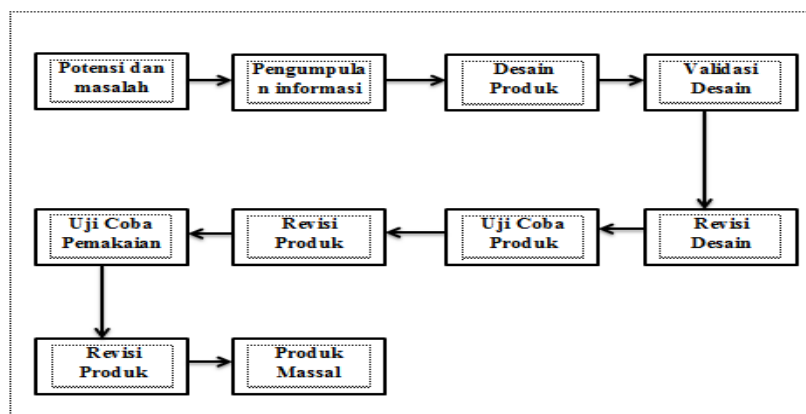 Potensi dan
masalah
Pengumpula
n informasi
Desain
Produk
Validasi
Desain
Uji Coba
Pemakaian
Revisi
Produk
Uji Coba
Produk
Revisi
Desain
Revisi
Produk
Produk
Massal